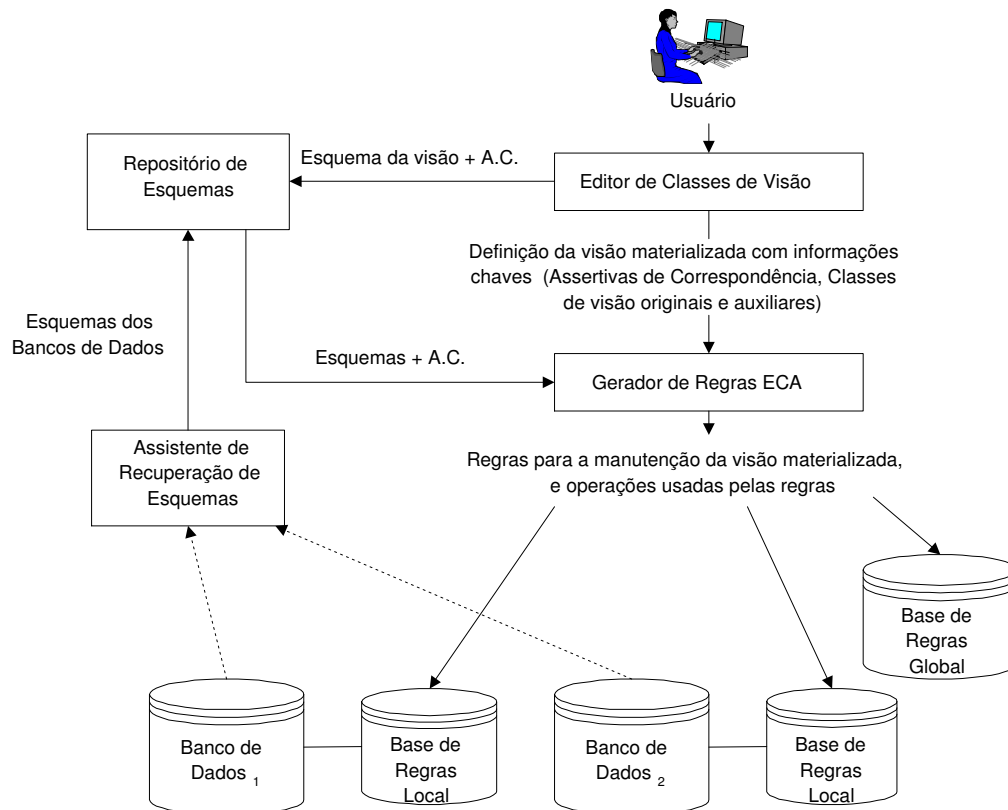 Usuário
Repositório de
Esquemas
Esquema da visão + A.C.
Editor de Classes de Visão
Definição da visão materializada com informações
chaves (Assertivas de Correspondência, Classes
de visão originais e auxiliares)
Esquemas dos
Bancos de Dados
Esquemas + A.C.
Gerador de Regras ECA
Assistente de
Recuperação de
Esquemas
Regras para a manutenção da visão materializada,
e operações usadas pelas regras
Base de
Regras
Global
Banco de
Dados 1
Base de
Regras
Local
Banco de
Dados 2
Base de
Regras
Local